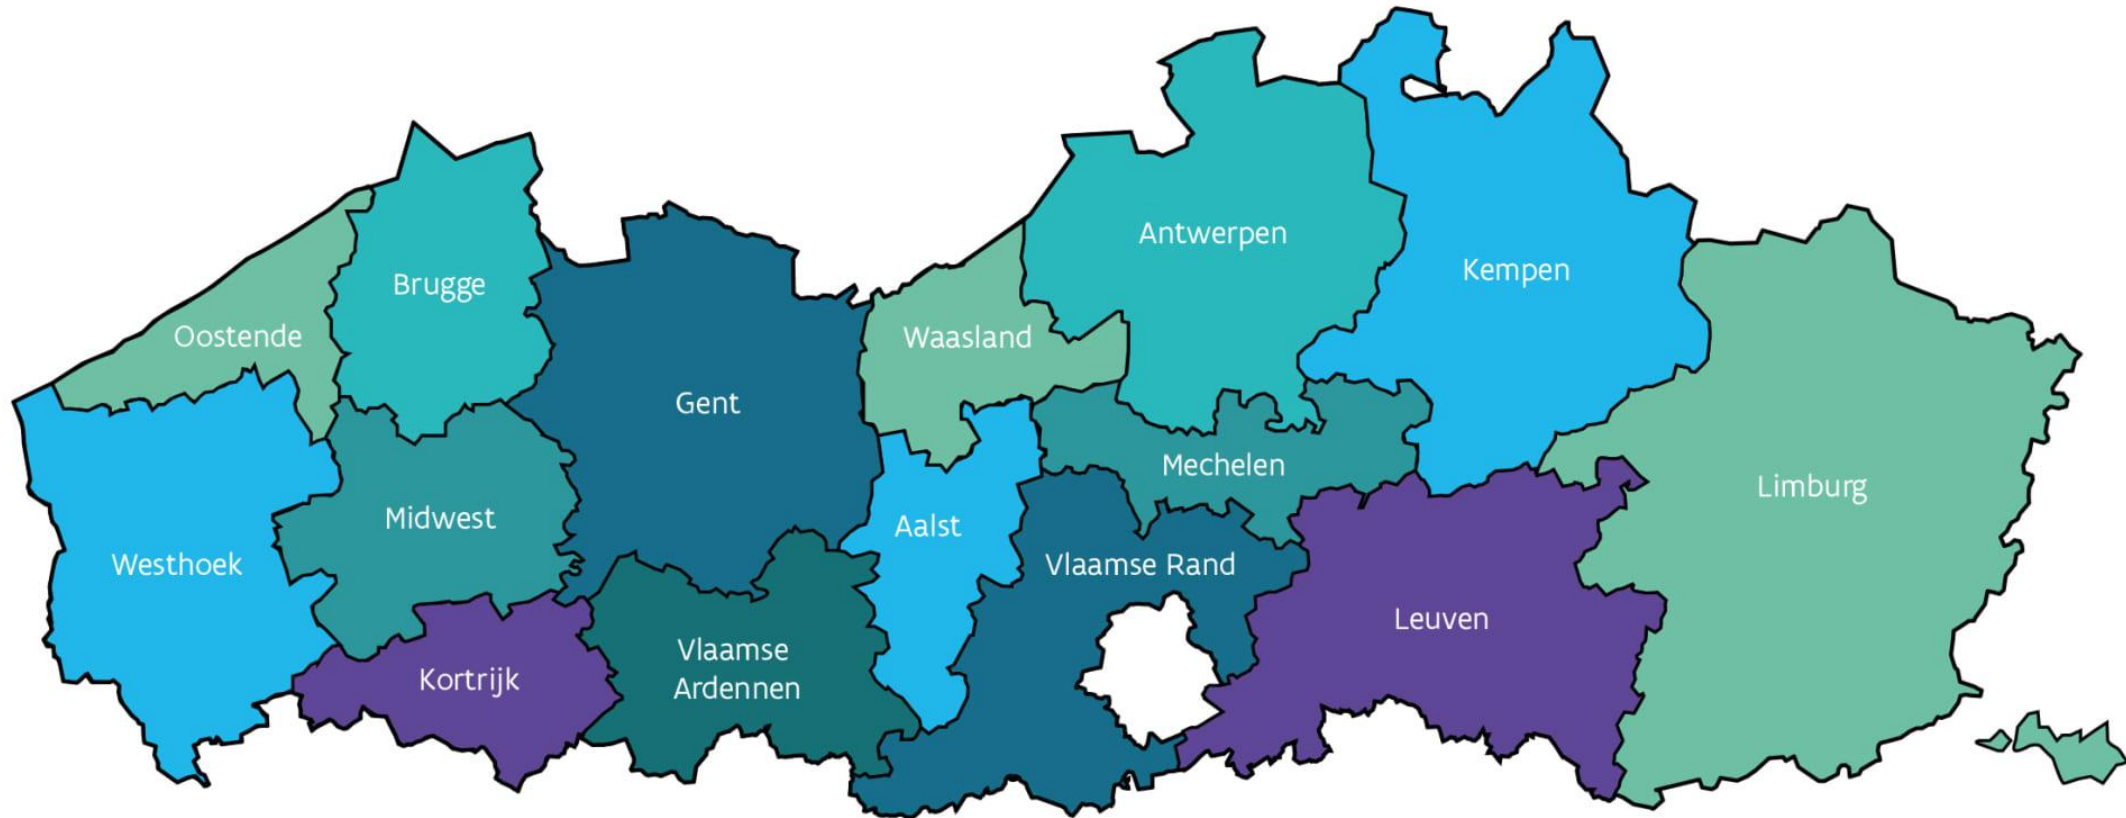 Antwerpen
Kempen
Brugge
Oostende
Waasland
Gent
Mechelen
Limburg
Midwest
Aalst
Westhoek
Vlaamse Rand
Leuven
Vlaamse
Ardennen
Kortrijk